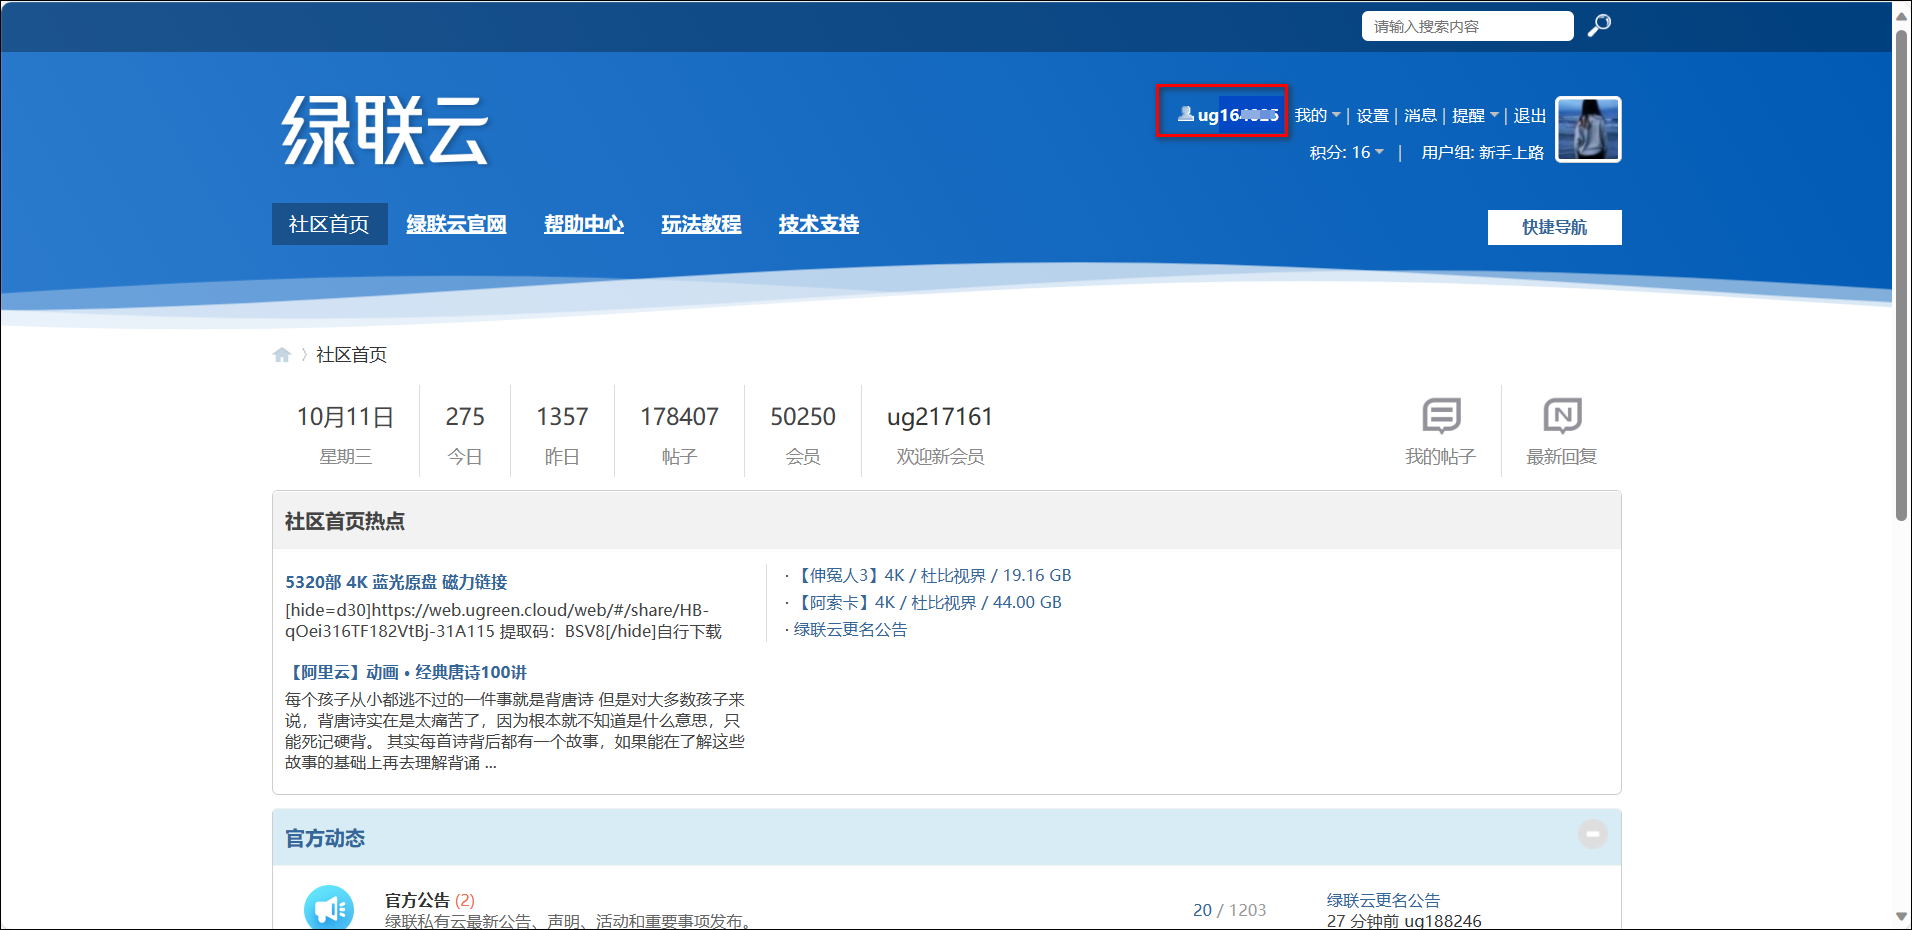 请输入搜索内容
绿联云
我的 | 设置 | 消息 | 提醒 | 退出
积分: 16 | 用户组: 新手上路
社区首页 绿联云官网 帮助中心 玩法教程 技术支持
快捷导航
〉社区首页
10月11日 275 1357 178407 50250 ug217161
星期三 今日 昨日 帖子 会员 欢迎新会员
我的帖子 最新回复
社区首页热点
5320部 4K 蓝光原盘 磁力链接
[hide=d30]https://web.ugreen.cloud/web/#/share/HB-
qOei316TF182VtBj-31A115 提取码：BSV8[/hide]自行下载
【阿里云】动画 • 经典唐诗100讲
每个孩子从小都逃不过的一件事就是背唐诗 但是对大多数孩子来
说，背唐诗实在是太痛苦了，因为根本就不知道是什么意思，只
能死记硬背。 其实每首诗背后都有一个故事，如果能在了解这些
故事的基础上再去理解背诵 ...
· 【伸冤人3】4K / 杜比视界 / 19.16 GB
· 【阿索卡】4K / 杜比视界 / 44.00 GB
· 绿联云更名公告
官方动态
官方公告 (2)
绿联私有云最新公告、声明、活动和重要事项发布。
20 / 1203
绿联云更名公告
27 分钟前 ug188246